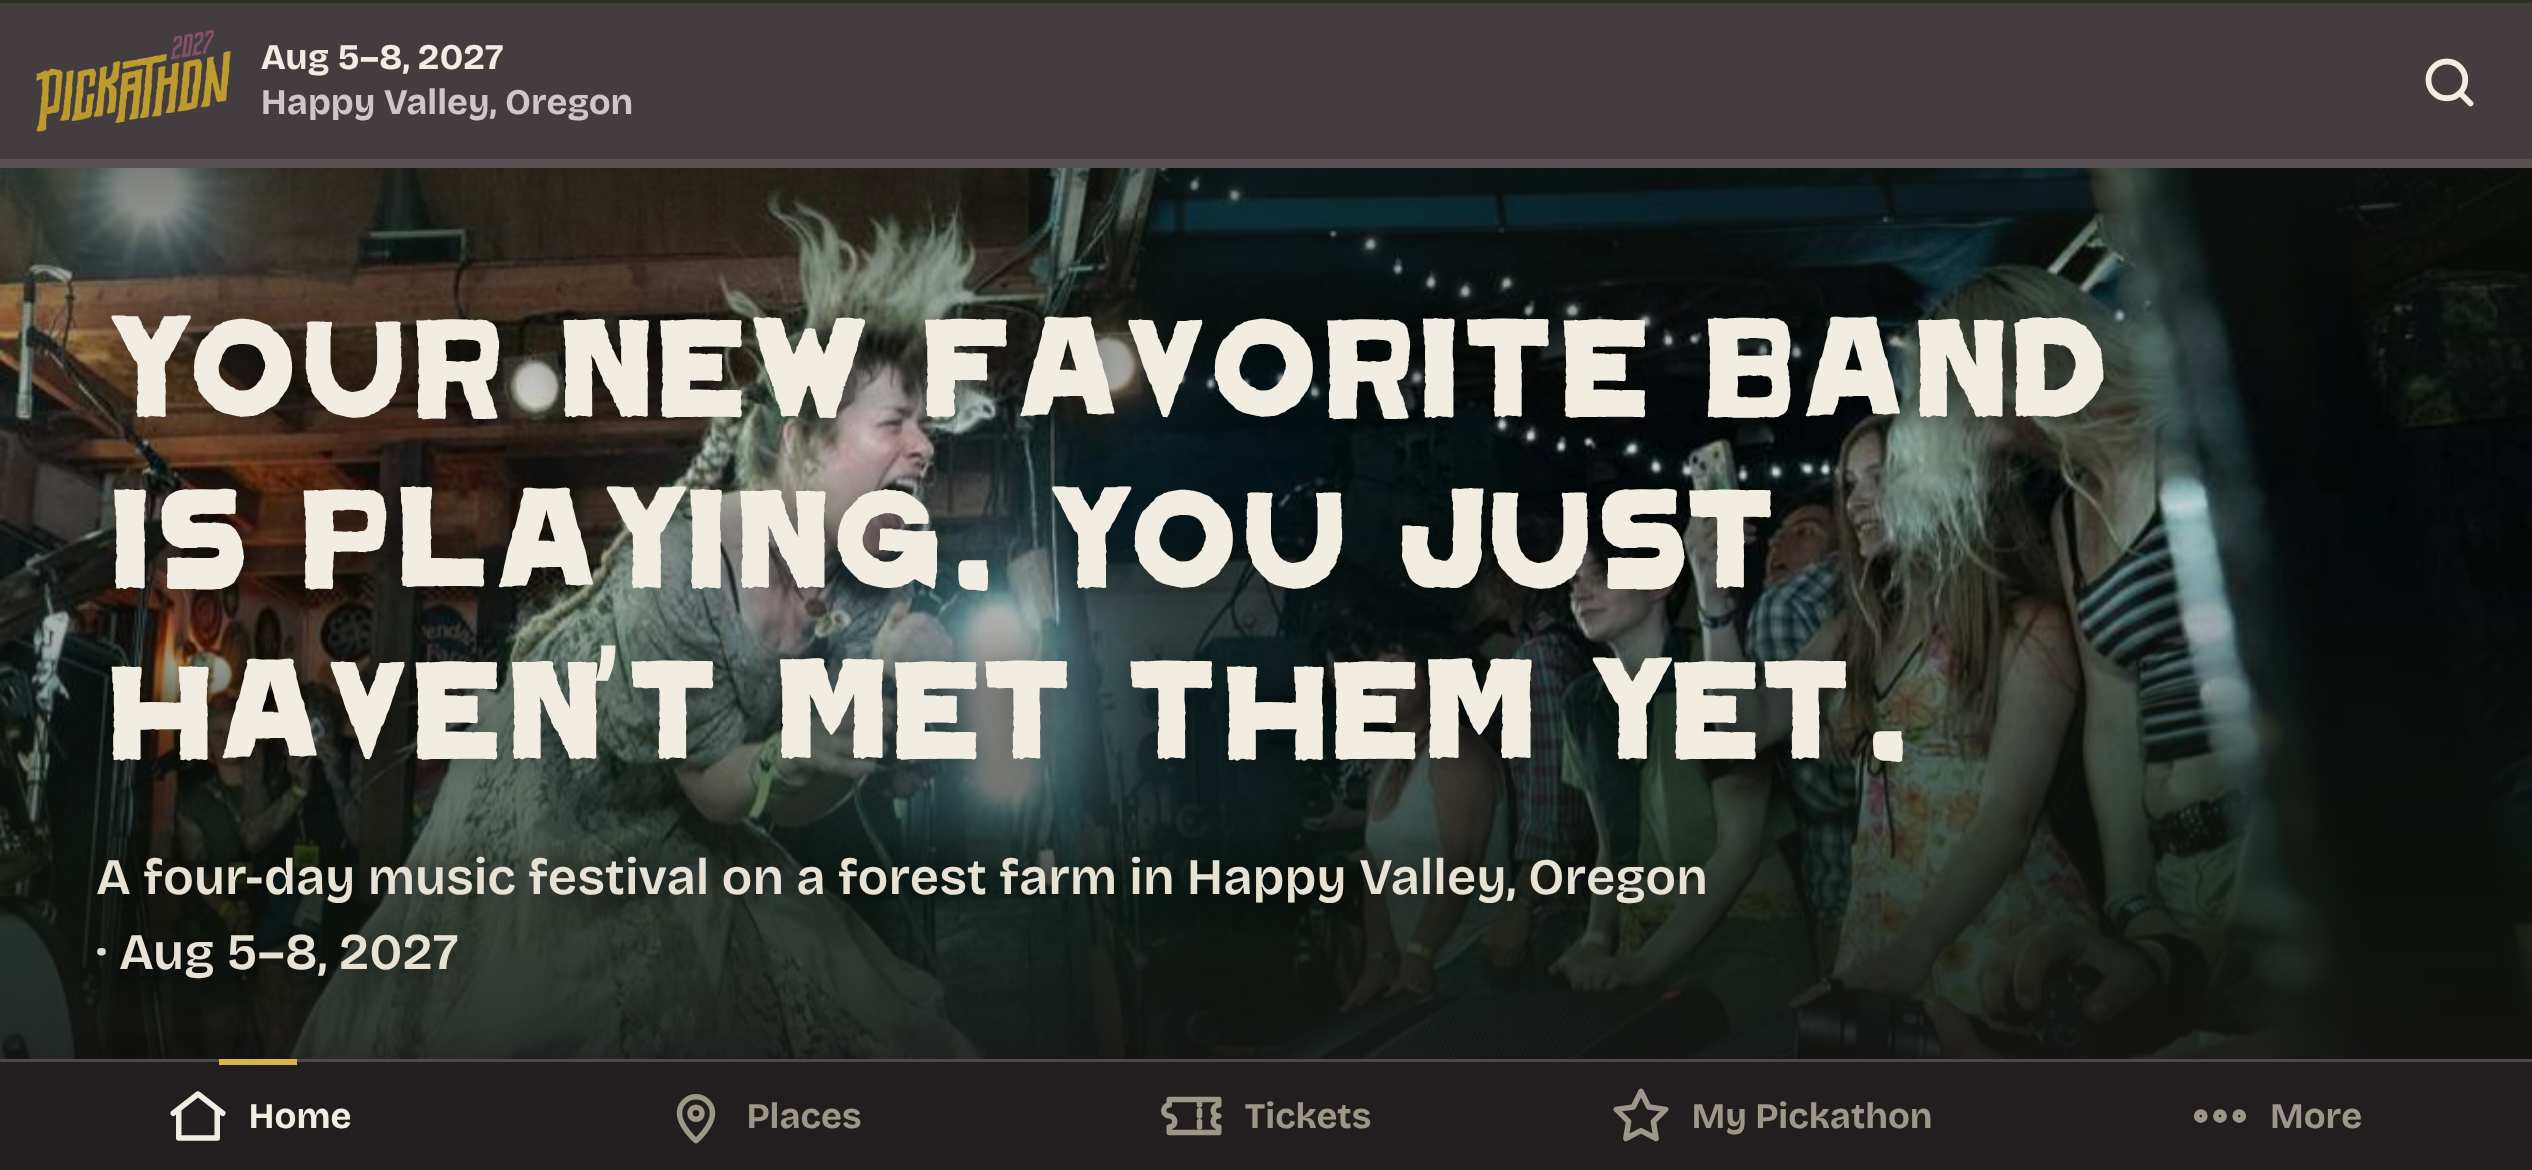 2027
PICKATHON
Aug 5–8, 2027
Happy Valley, Oregon
YOUR NEW FAVORITE BAND
IS PLAYING. YOU JUST
HAVEN'T MET THEM YET.
A four-day music festival on a forest farm in Happy Valley, Oregon
· Aug 5–8, 2027
Home
Places
Tickets
My Pickathon
More